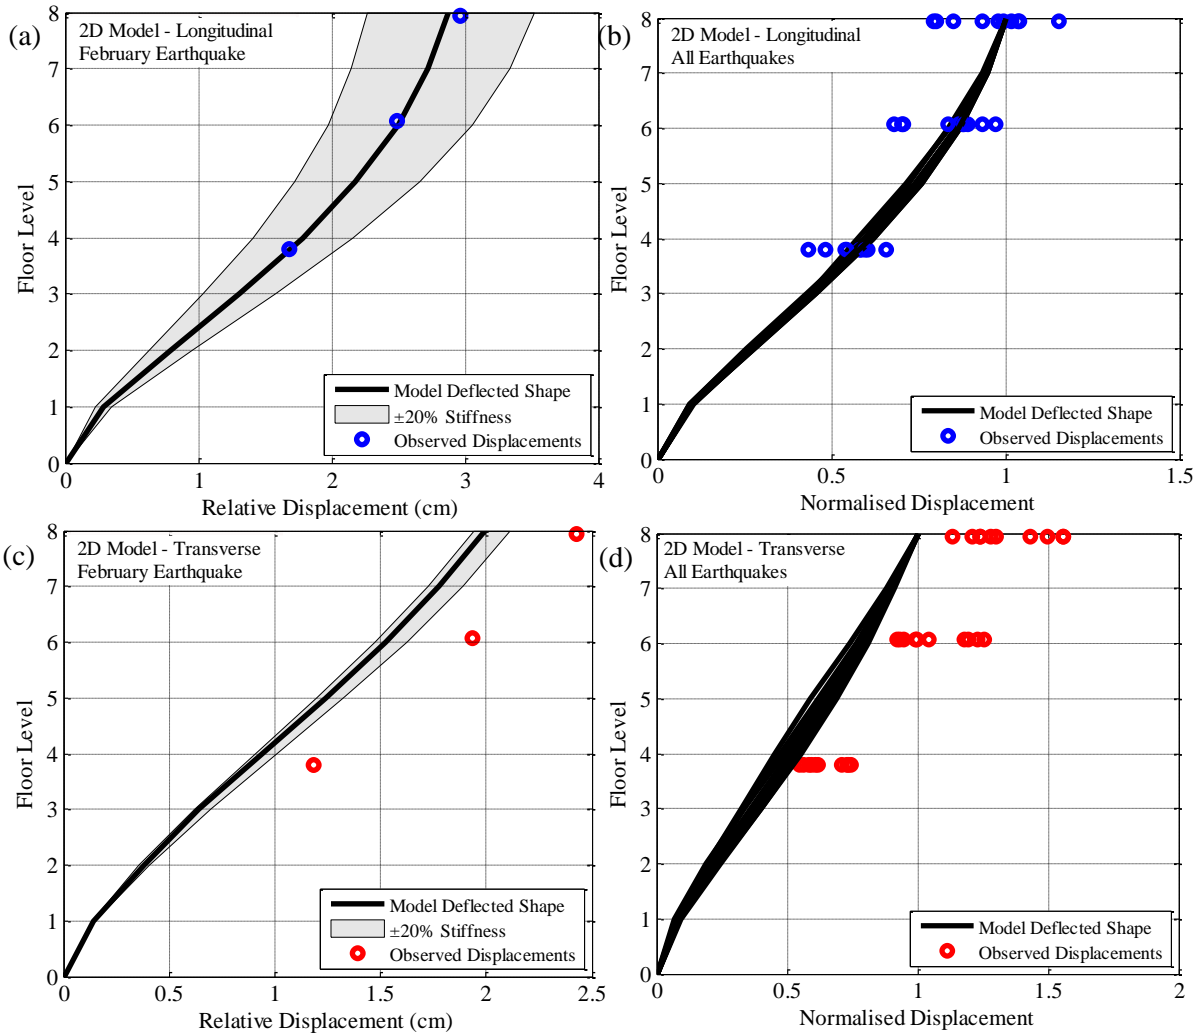 (a)
2D Model - Longitudinal
February Earthquake
8
7
6
5
4
3
2
1
0
Floor Level
Model Deflected Shape
±20% Stiffness
Observed Displacements
0 1 2 3 4
Relative Displacement (cm)
(b)
2D Model - Longitudinal
All Earthquakes
8
7
6
5
4
3
2
1
0
Floor Level
Model Deflected Shape
Observed Displacements
0.5 1 1.5
Normalised Displacement
(c)
2D Model - Transverse
February Earthquake
8
7
6
5
4
3
2
1
0
Floor Level
Model Deflected Shape
±20% Stiffness
Observed Displacements
0 0.5 1 1.5 2 2.5
Relative Displacement (cm)
(d)
2D Model - Transverse
All Earthquakes
8
7
6
5
4
3
2
1
0
Floor Level
Model Deflected Shape
Observed Displacements
0 0.5 1 1.5 2
Normalised Displacement